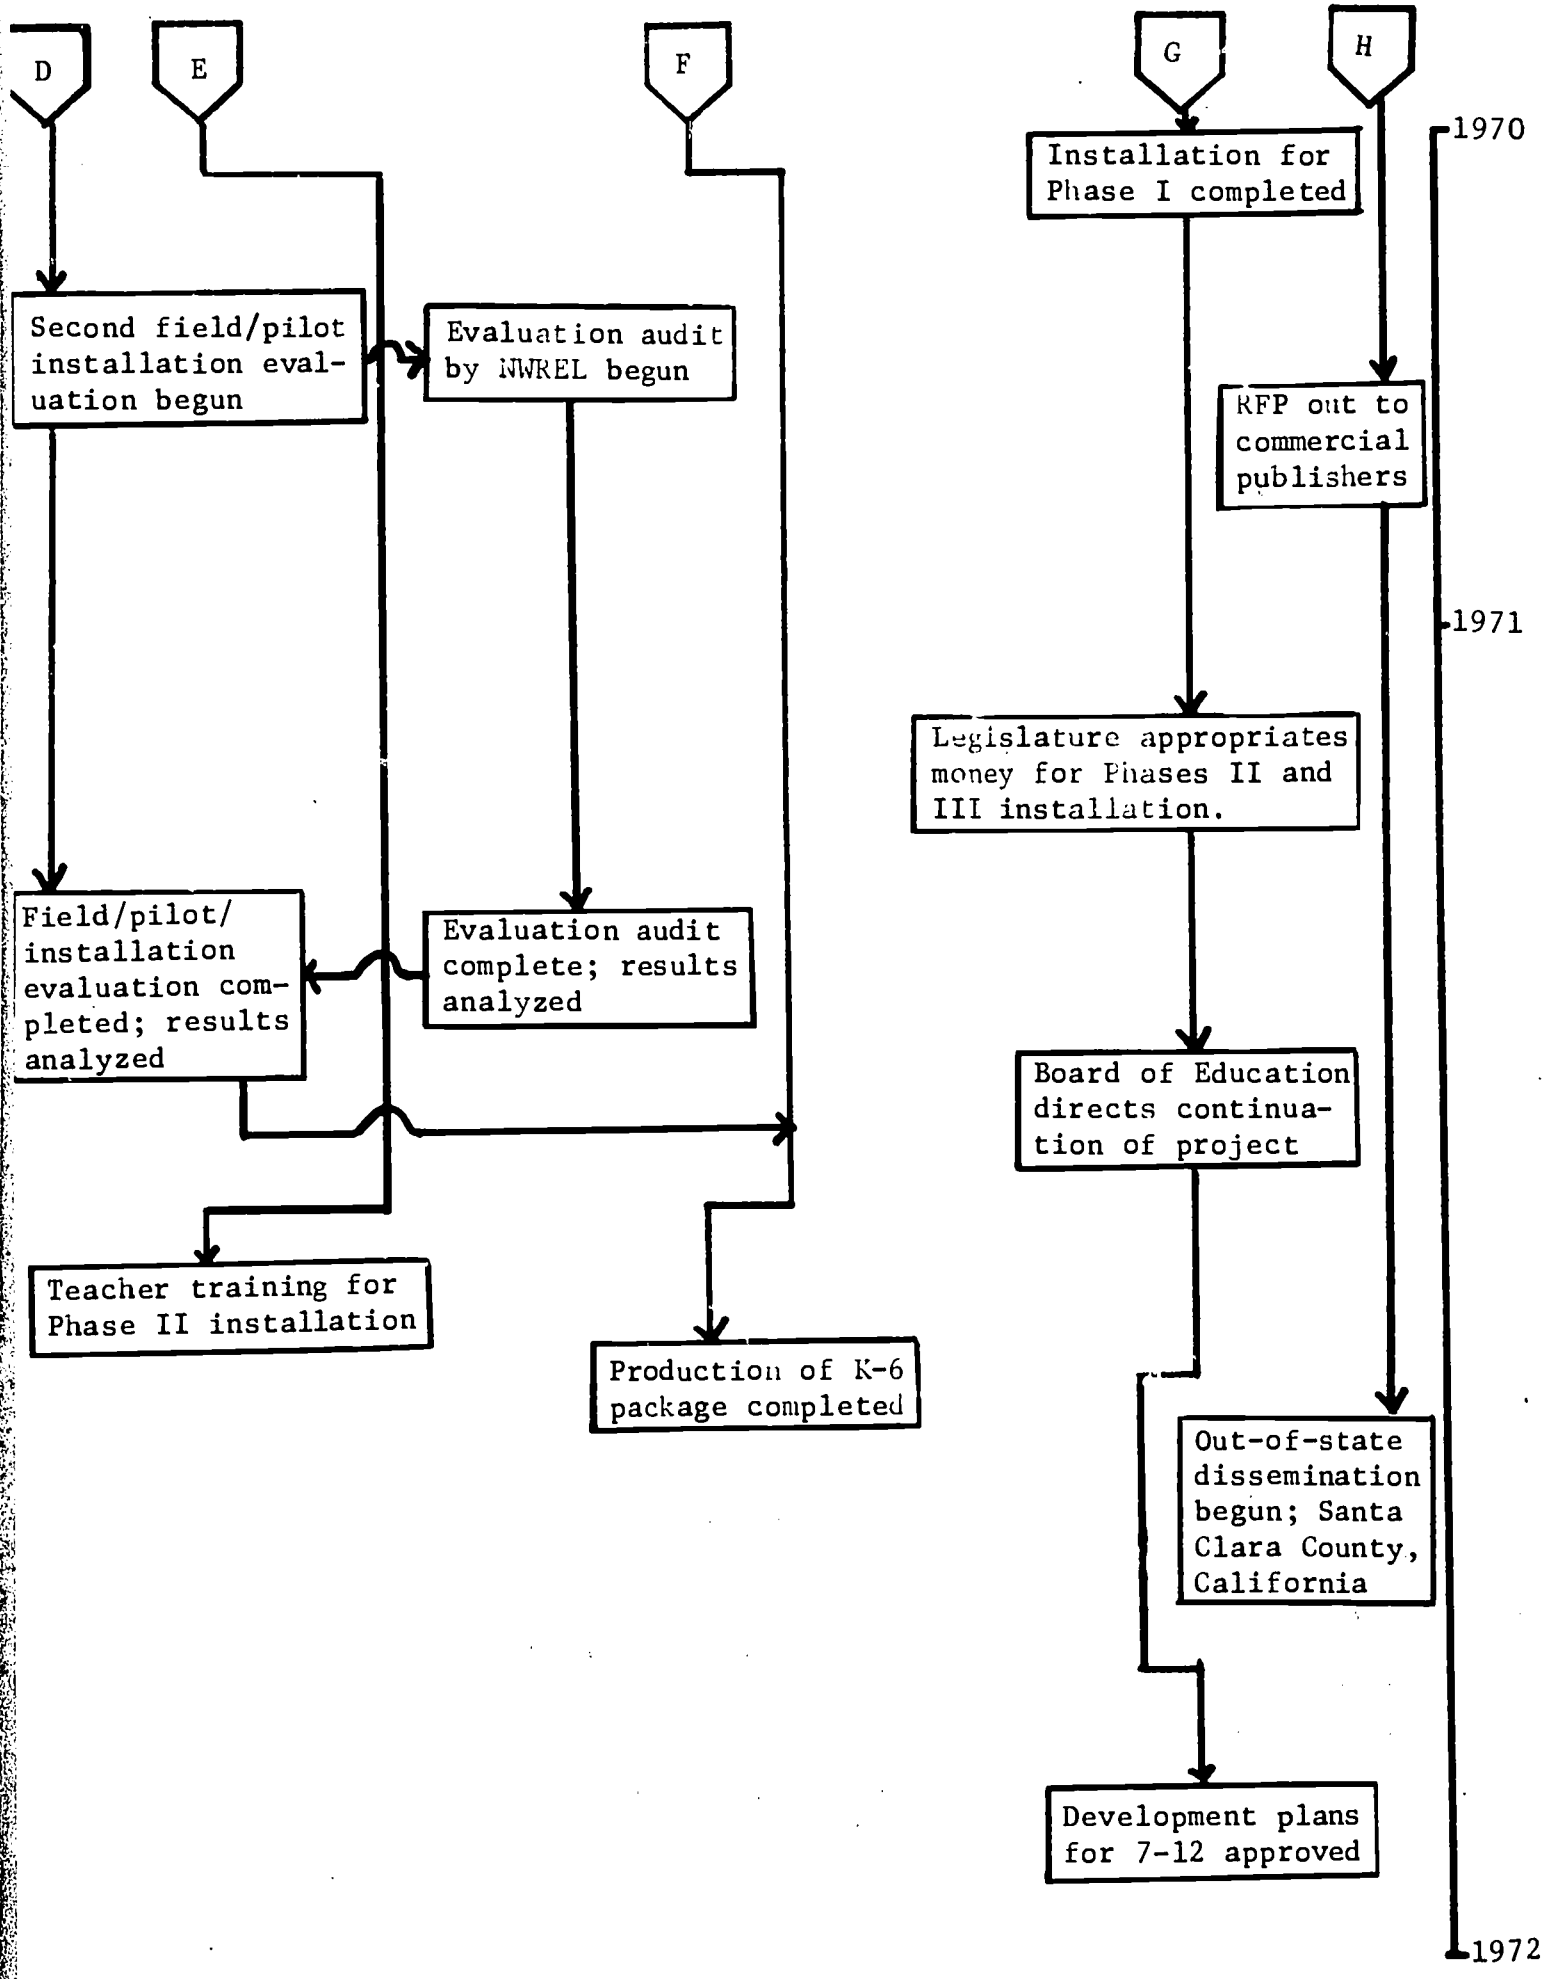 D
E
F
G
H
1970
Installation for
Phase I completed
Second field/pilot
installation eval-
uation begun
Evaluation audit
by NWREL begun
RFP out to
commercial
publishers
1971
Legislature appropriates
money for Phases II and
III installation.
Field/pilot/
installation
evaluation com-
pleted; results
analyzed
Evaluation audit
complete; results
analyzed
Board of Education
directs continua-
tion of project
Teacher training for
Phase II installation
Production of K-6
package completed
Out-of-state
dissemination
begun; Santa
Clara County,
California
Development plans
for 7-12 approved
1972